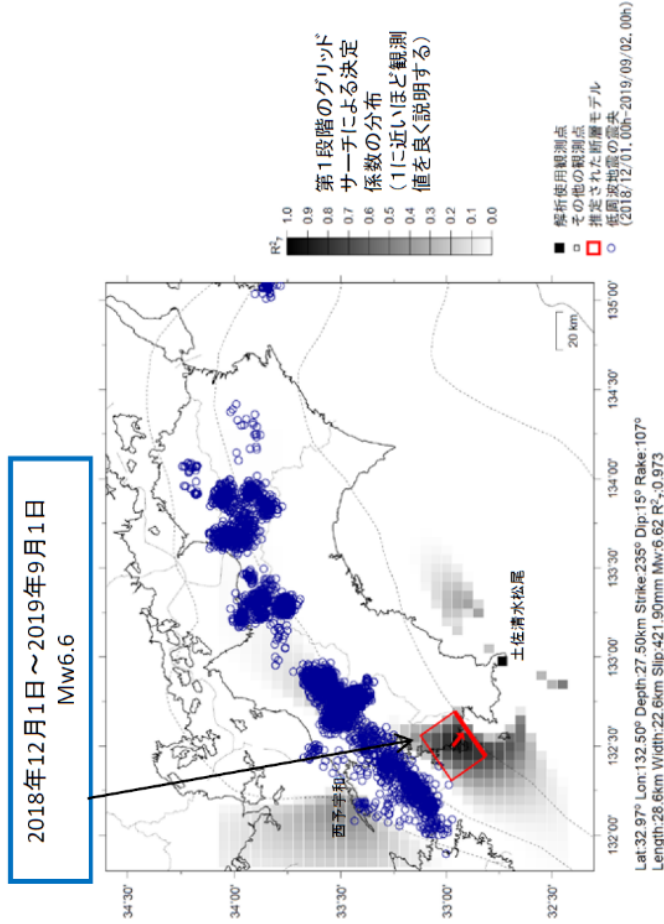 2018年12月1日～2019年9月1日
Mw6.6
34°30'
34°00'
33°30'
33°00'
32°30'
132°00'
132°30'
133°00'
133°30'
134°00'
134°30'
135°00'
西予宇和
土佐清水松尾
20 km
Lat:32.97° Lon:132.50° Depth:27.50km Strike:235° Dip:15° Rake:107°
Length:28.6km Width:22.6km Slip:421.90mm Mw:6.62 R²₇:0.973
第1段階のグリッド
サーチによる決定
係数の分布
(1に近いほど観測
値を良く説明する)
R²₇
1.0
0.9
0.8
0.7
0.6
0.5
0.4
0.3
0.2
0.1
0.0
解析使用観測点
その他の観測点
推定された断層モデル
低周波地震の震央
(2018/12/01, 00h-2019/09/02, 00h)